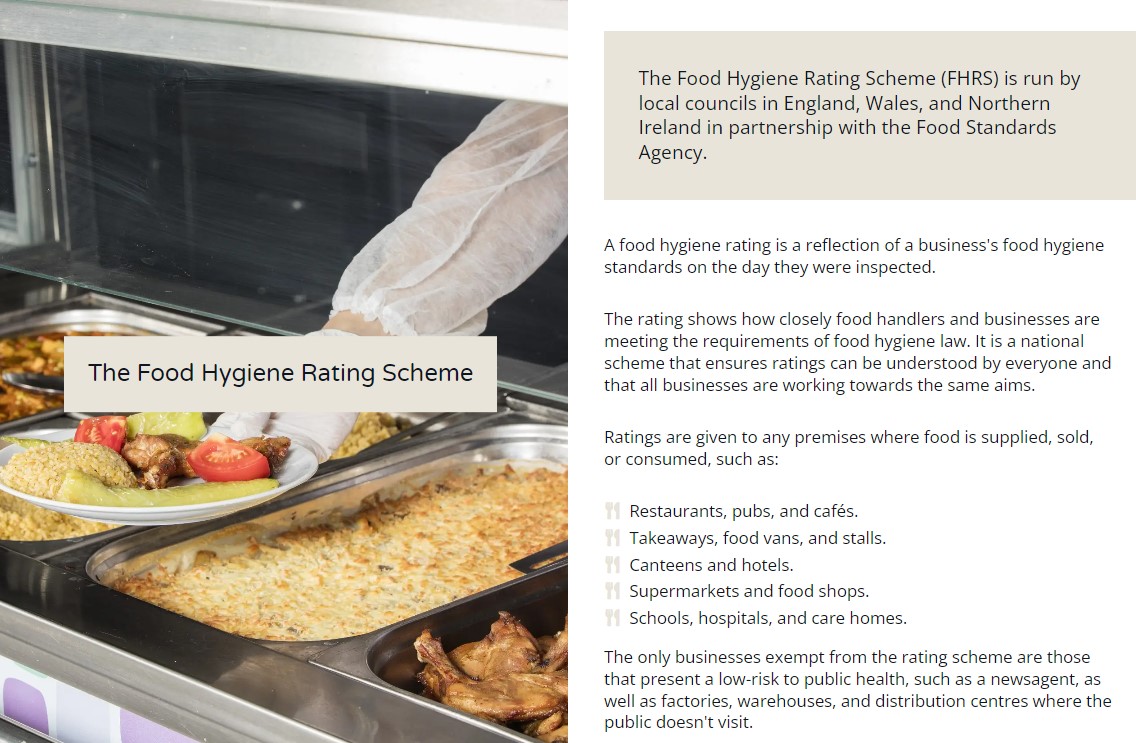 The Food Hygiene Rating Scheme
The Food Hygiene Rating Scheme (FHRS) is run by
local councils in England, Wales, and Northern
Ireland in partnership with the Food Standards
Agency.
A food hygiene rating is a reflection of a business's food hygiene
standards on the day they were inspected.
The rating shows how closely food handlers and businesses are
meeting the requirements of food hygiene law. It is a national
scheme that ensures ratings can be understood by everyone and
that all businesses are working towards the same aims.
Ratings are given to any premises where food is supplied, sold,
or consumed, such as:
Restaurants, pubs, and cafés.
Takeaways, food vans, and stalls.
Canteens and hotels.
Supermarkets and food shops.
Schools, hospitals, and care homes.
The only businesses exempt from the rating scheme are those
that present a low-risk to public health, such as a newsagent, as
well as factories, warehouses, and distribution centres where the
public doesn't visit.